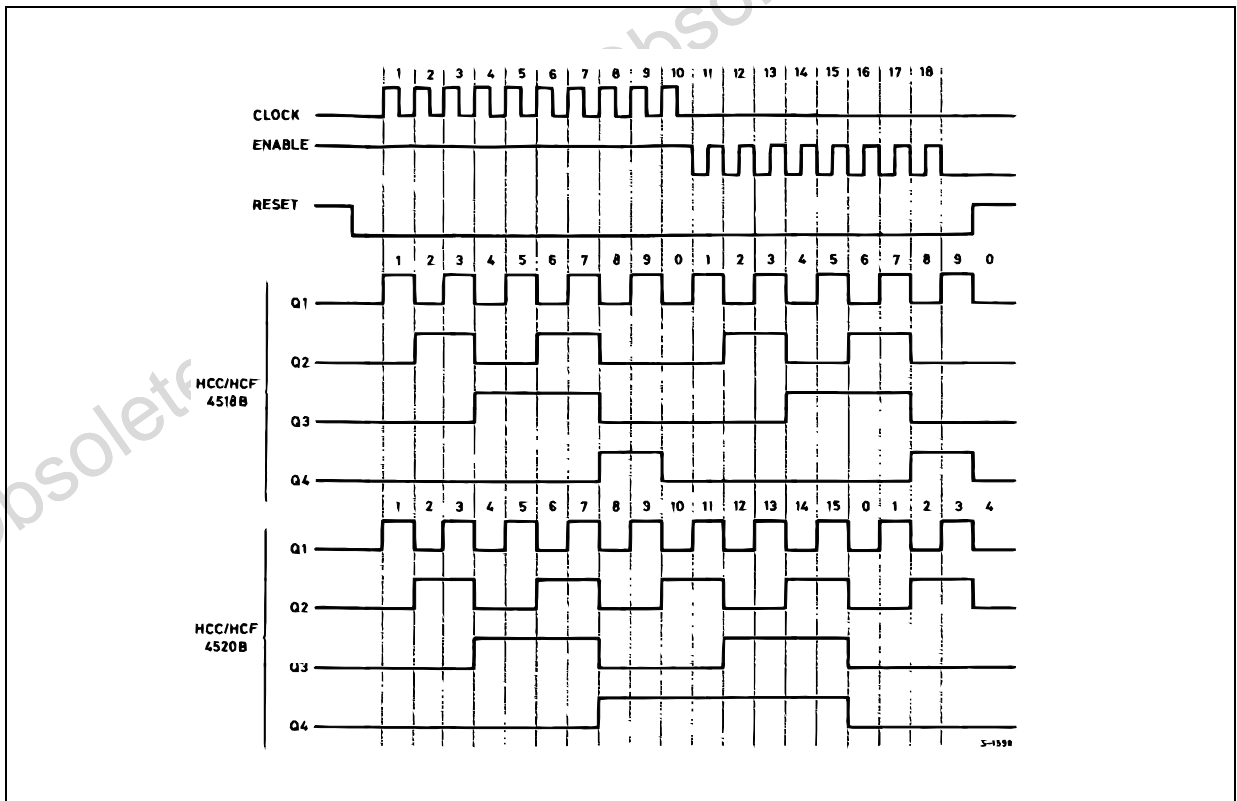 obsol
1 2 3 4 5 6 7 8 9 10 11 12 13 14 15 16 17 18
CLOCK
ENABLE
RESET
1 2 3 4 5 6 7 8 9 0 1 2 3 4 5 6 7 8 9 0
Q1
Q2
HCC/HCF
4518B
Q3
Q4
obsolete
1 2 3 4 5 6 7 8 9 10 11 12 13 14 15 0 1 2 3 4
Q1
Q2
HCC/HCF
4520B
Q3
Q4
S-1398